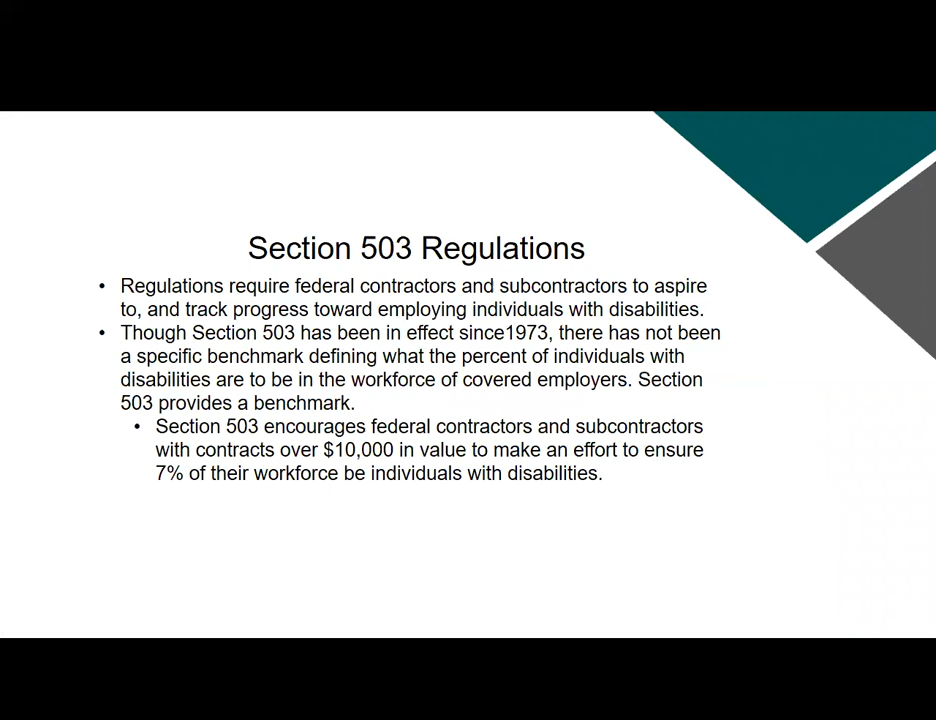 Section 503 Regulations
• Regulations require federal contractors and subcontractors to aspire
to, and track progress toward employing individuals with disabilities.
• Though Section 503 has been in effect since1973, there has not been
a specific benchmark defining what the percent of individuals with
disabilities are to be in the workforce of covered employers. Section
503 provides a benchmark.
• Section 503 encourages federal contractors and subcontractors
with contracts over $10,000 in value to make an effort to ensure
7% of their workforce be individuals with disabilities.